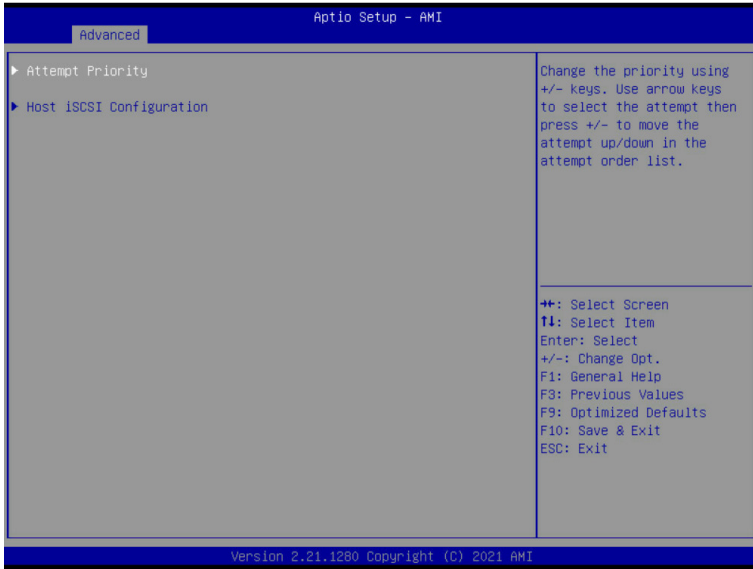 Aptio Setup – AMI
Advanced
▶ Attempt Priority
▶ Host iSCSI Configuration
Change the priority using
+/- keys. Use arrow keys
to select the attempt then
press +/- to move the
attempt up/down in the
attempt order list.
→←: Select Screen
↑↓: Select Item
Enter: Select
+/-: Change Opt.
F1: General Help
F3: Previous Values
F9: Optimized Defaults
F10: Save & Exit
ESC: Exit
Version 2.21.1280 Copyright (C) 2021 AMI